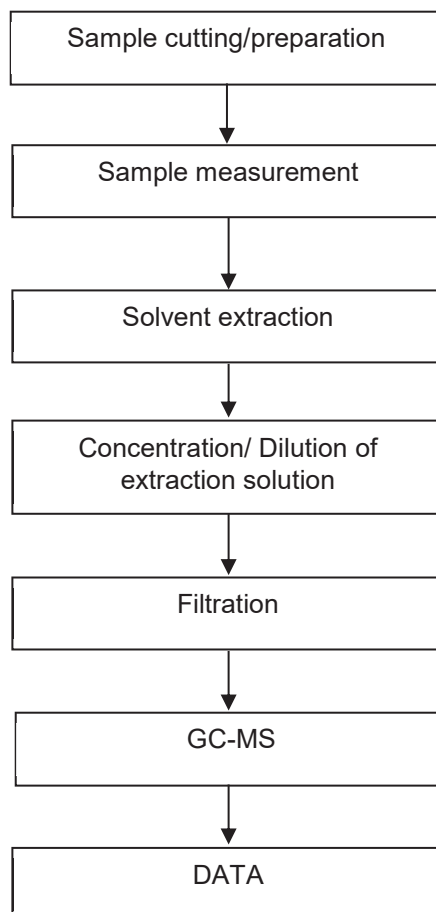 Sample cutting/preparation
Sample measurement
Solvent extraction
Concentration/ Dilution of
extraction solution
Filtration
GC-MS
DATA